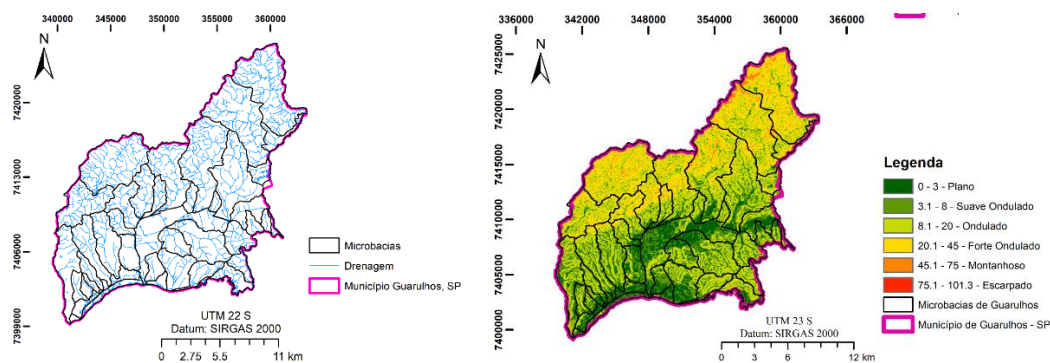 340000 345000 350000 355000 360000
N
7420000
7413000
7406000
7399000
Microbacias
Drenagem
Município Guarulhos, SP
UTM 22 S
Datum: SIRGAS 2000
0 2.75 5.5 11 km
336000 342000 348000 354000 360000 366000
N
7425000
7420000
7415000
7410000
7405000
7400000
Legenda
0 - 3 - Plano
3.1 - 8 - Suave Ondulado
8.1 - 20 - Ondulado
20.1 - 45 - Forte Ondulado
45.1 - 75 - Montanhoso
75.1 - 101.3 - Escarpado
Microbacias de Guarulhos
Município de Guarulhos - SP
UTM 23 S
Datum: SIRGAS 2000
0 3 6 12 km